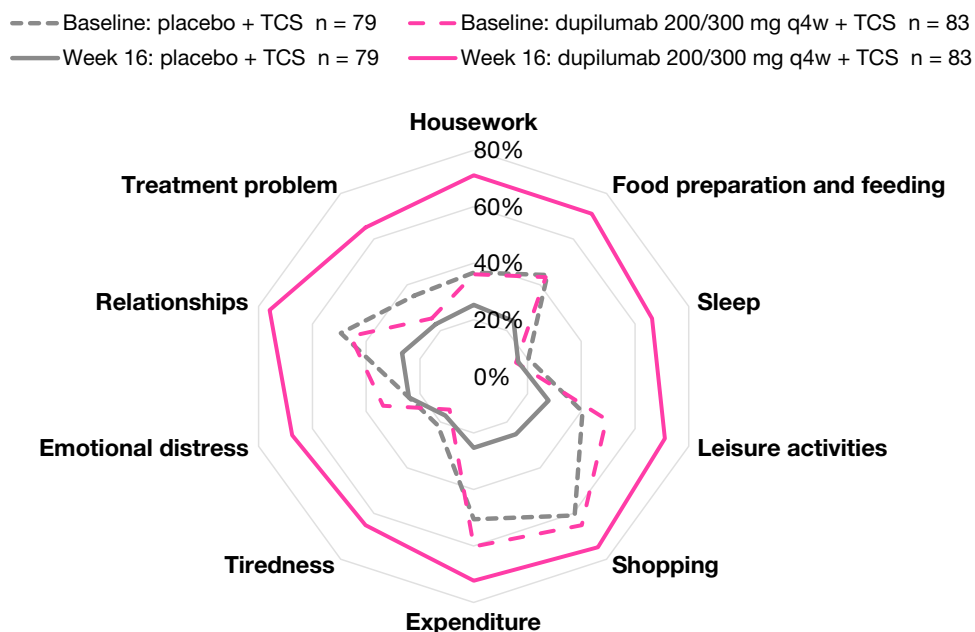 Baseline: placebo + TCS n = 79
Baseline: dupilumab 200/300 mg q4w + TCS n = 83
Week 16: placebo + TCS n = 79
Week 16: dupilumab 200/300 mg q4w + TCS n = 83
Housework
80%
Treatment problem
Food preparation and feeding
60%
40%
Relationships
Sleep
20%
0%
Emotional distress
Leisure activities
Tiredness
Shopping
Expenditure